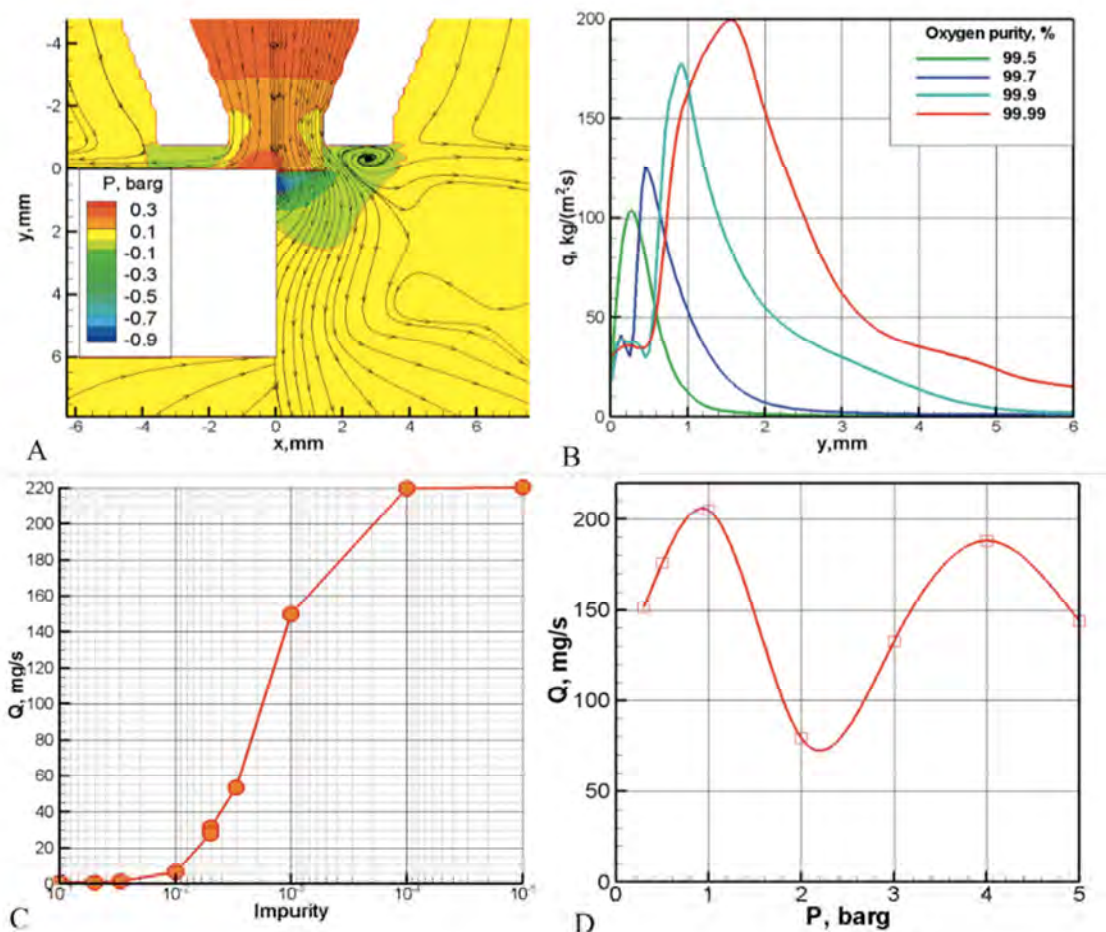 -4
-2
0
2
4
6
y,mm
P, barg
0.3
0.1
-0.1
-0.3
-0.5
-0.7
-0.9
-6 -4 -2 0 2 4 6
x,mm
A
200
150
100
50
0
q, kg/(m²·s)
Oxygen purity, %
99.5
99.7
99.9
99.99
0 1 2 3 4 5 6
y,mm
B
220
200
180
160
140
120
100
80
60
40
20
0
Q, mg/s
Impurity
C
200
150
100
50
0
Q, mg/s
0 1 2 3 4 5
P, barg
D